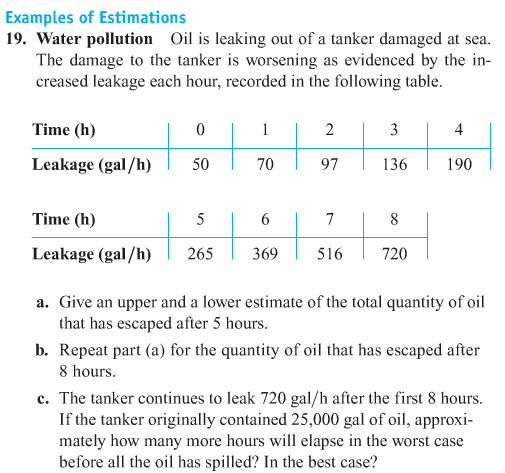 Examples of Estimations
19. Water pollution Oil is leaking out of a tanker damaged at sea.
The damage to the tanker is worsening as evidenced by the in-
creased leakage each hour, recorded in the following table.
Time (h) 0 1 2 3 4
Leakage (gal/h) 50 70 97 136 190
Time (h) 5 6 7 8
Leakage (gal/h) 265 369 516 720
a. Give an upper and a lower estimate of the total quantity of oil
that has escaped after 5 hours.
b. Repeat part (a) for the quantity of oil that has escaped after
8 hours.
c. The tanker continues to leak 720 gal/h after the first 8 hours.
If the tanker originally contained 25,000 gal of oil, approxi-
mately how many more hours will elapse in the worst case
before all the oil has spilled? In the best case?